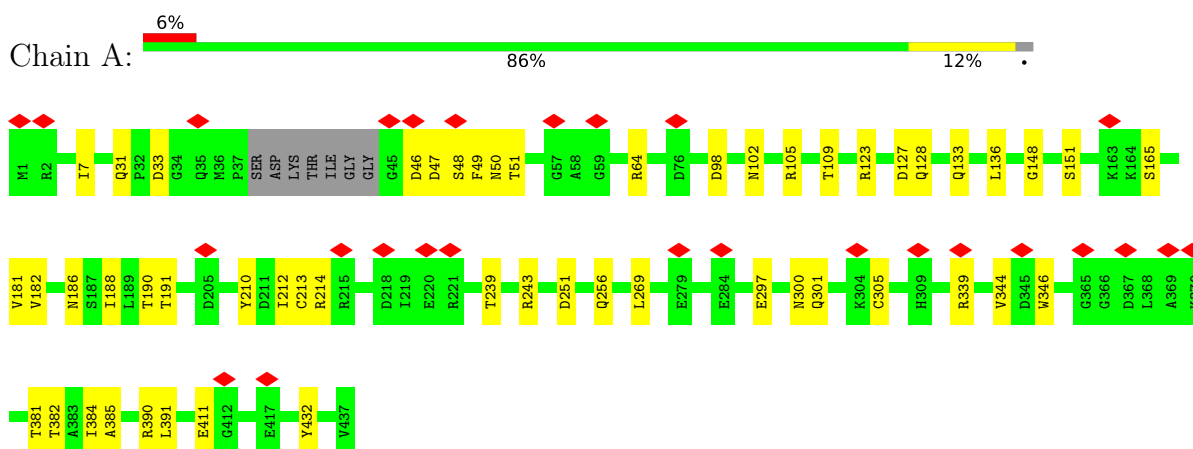 6%
Chain A:
86% 12% •
M1 R2 I7 Q31 P32 D33 G34 Q35 M36 P37 SER ASP LYS THR ILE GLY GLY G45 D46 D47 S48 F49 N50 T51 G57 A58 G59 R64 D76 D98 N102 R105 T109 R123 D127 Q128 Q133 L136 G148 S151 K163 K164 S165
V181 V182 N186 S187 I188 L189 T190 T191 D205 Y210 D211 I212 C213 R214 R215 D218 I219 E220 R221 T239 R243 D251 Q256 L269 E279 E284 E297 N300 Q301 K304 C305 H309 R339 V344 D345 W346 G365 G366 D367 L368 A369
T381 T382 A383 I384 A385 R390 L391 E411 G412 E417 Y432 V437